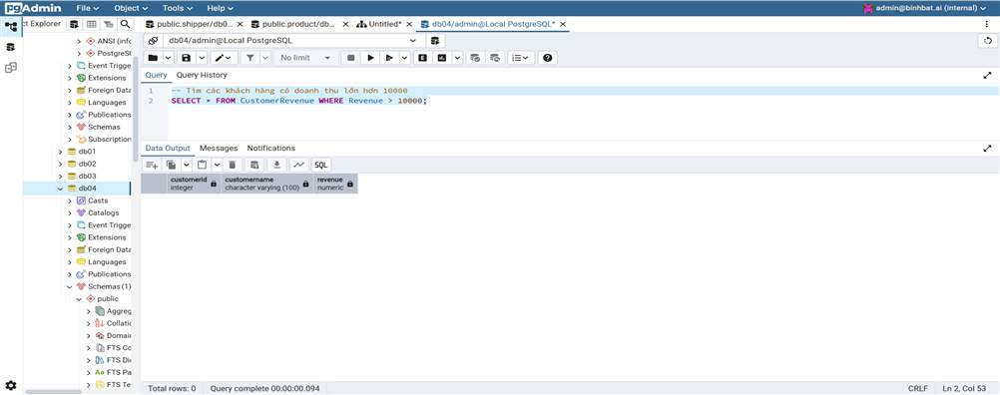 pgAdmin File Object Tools Help admin@binhbat.ai (internal)
ct Explorer public.shipper/db0... public.product/db... Untitled* db04/admin@Local PostgreSQL*
db04/admin@Local PostgreSQL
No limit
Query Query History
1 -- Tìm các khách hàng có doanh thu lớn hơn 10000
2 SELECT * FROM CustomerRevenue WHERE Revenue > 10000;
Data Output Messages Notifications
SQL
customerid customername revenue
integer character varying (100) numeric
ANSI (info
PostgreSQ
Event Trigge
Extensions
Foreign Data
Languages
Publications
Schemas
Subscription
db01
db02
db03
db04
Casts
Catalogs
Event Trigge
Extensions
Foreign Data
Languages
Publications
Schemas (1)
public
Aggreg
Collatio
Domai
FTS Co
FTS Di
FTS Pa
FTS Te
Total rows: 0 Query complete 00:00:00.094 CRLF Ln 2, Col 53